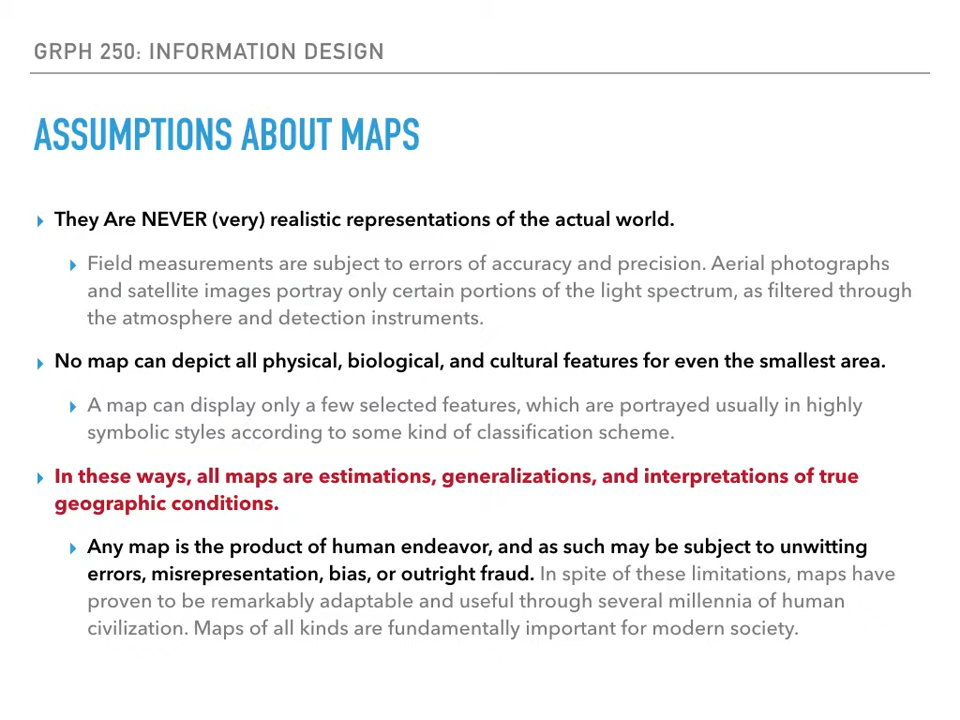 GRPH 250: INFORMATION DESIGN
ASSUMPTIONS ABOUT MAPS
They Are NEVER (very) realistic representations of the actual world.
Field measurements are subject to errors of accuracy and precision. Aerial photographs
and satellite images portray only certain portions of the light spectrum, as filtered through
the atmosphere and detection instruments.
No map can depict all physical, biological, and cultural features for even the smallest area.
A map can display only a few selected features, which are portrayed usually in highly
symbolic styles according to some kind of classification scheme.
In these ways, all maps are estimations, generalizations, and interpretations of true
geographic conditions.
Any map is the product of human endeavor, and as such may be subject to unwitting
errors, misrepresentation, bias, or outright fraud. In spite of these limitations, maps have
proven to be remarkably adaptable and useful through several millennia of human
civilization. Maps of all kinds are fundamentally important for modern society.